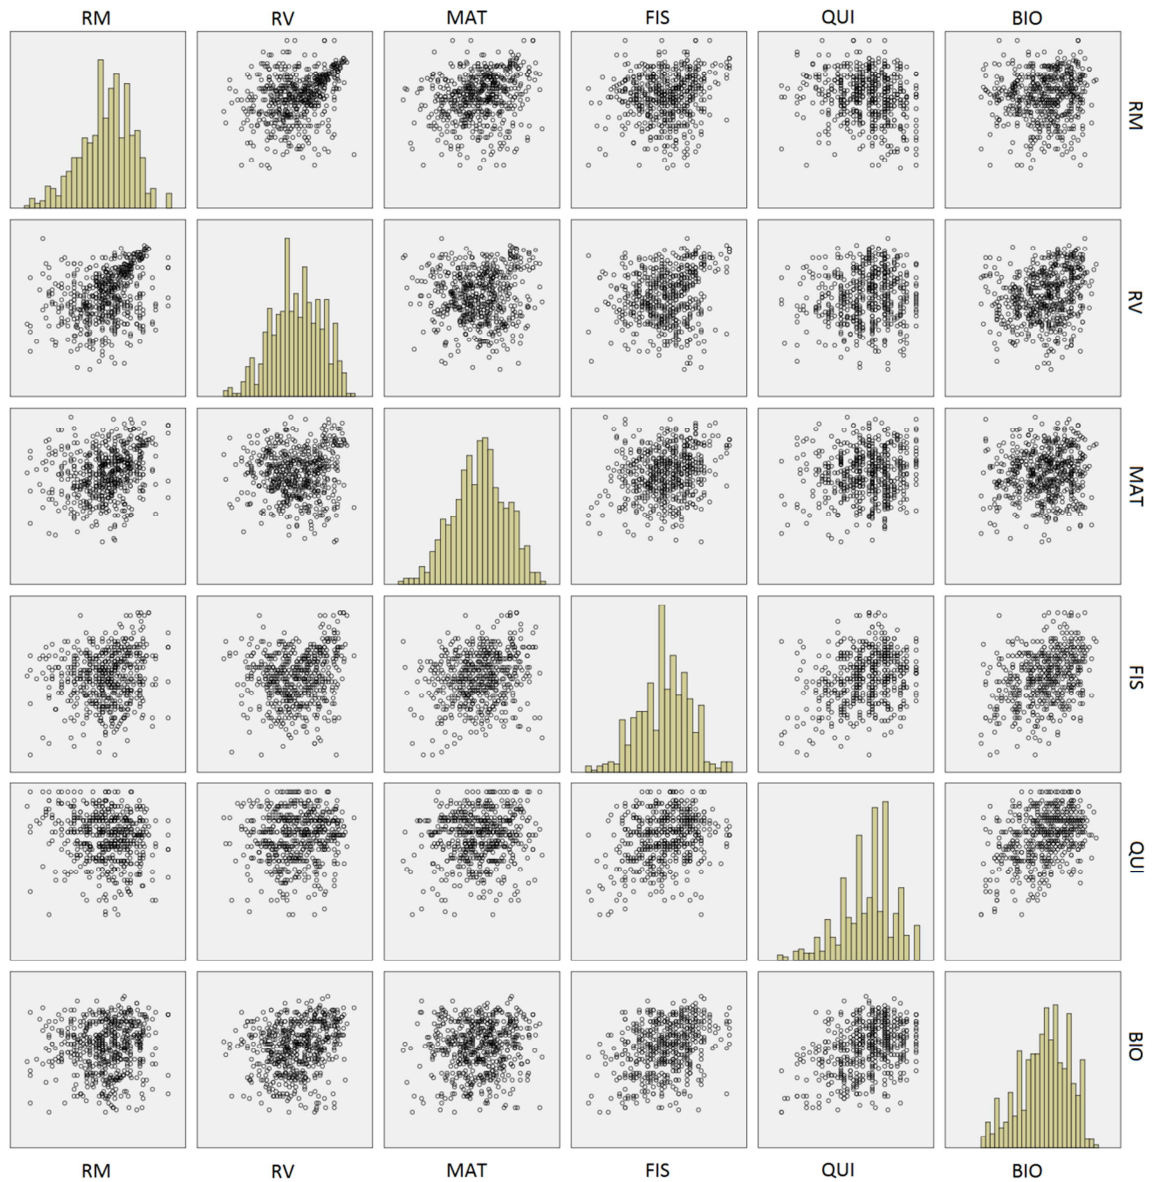 RM RV MAT FIS QUI BIO
RM
RV
MAT
FIS
QUI
BIO
RM RV MAT FIS QUI BIO